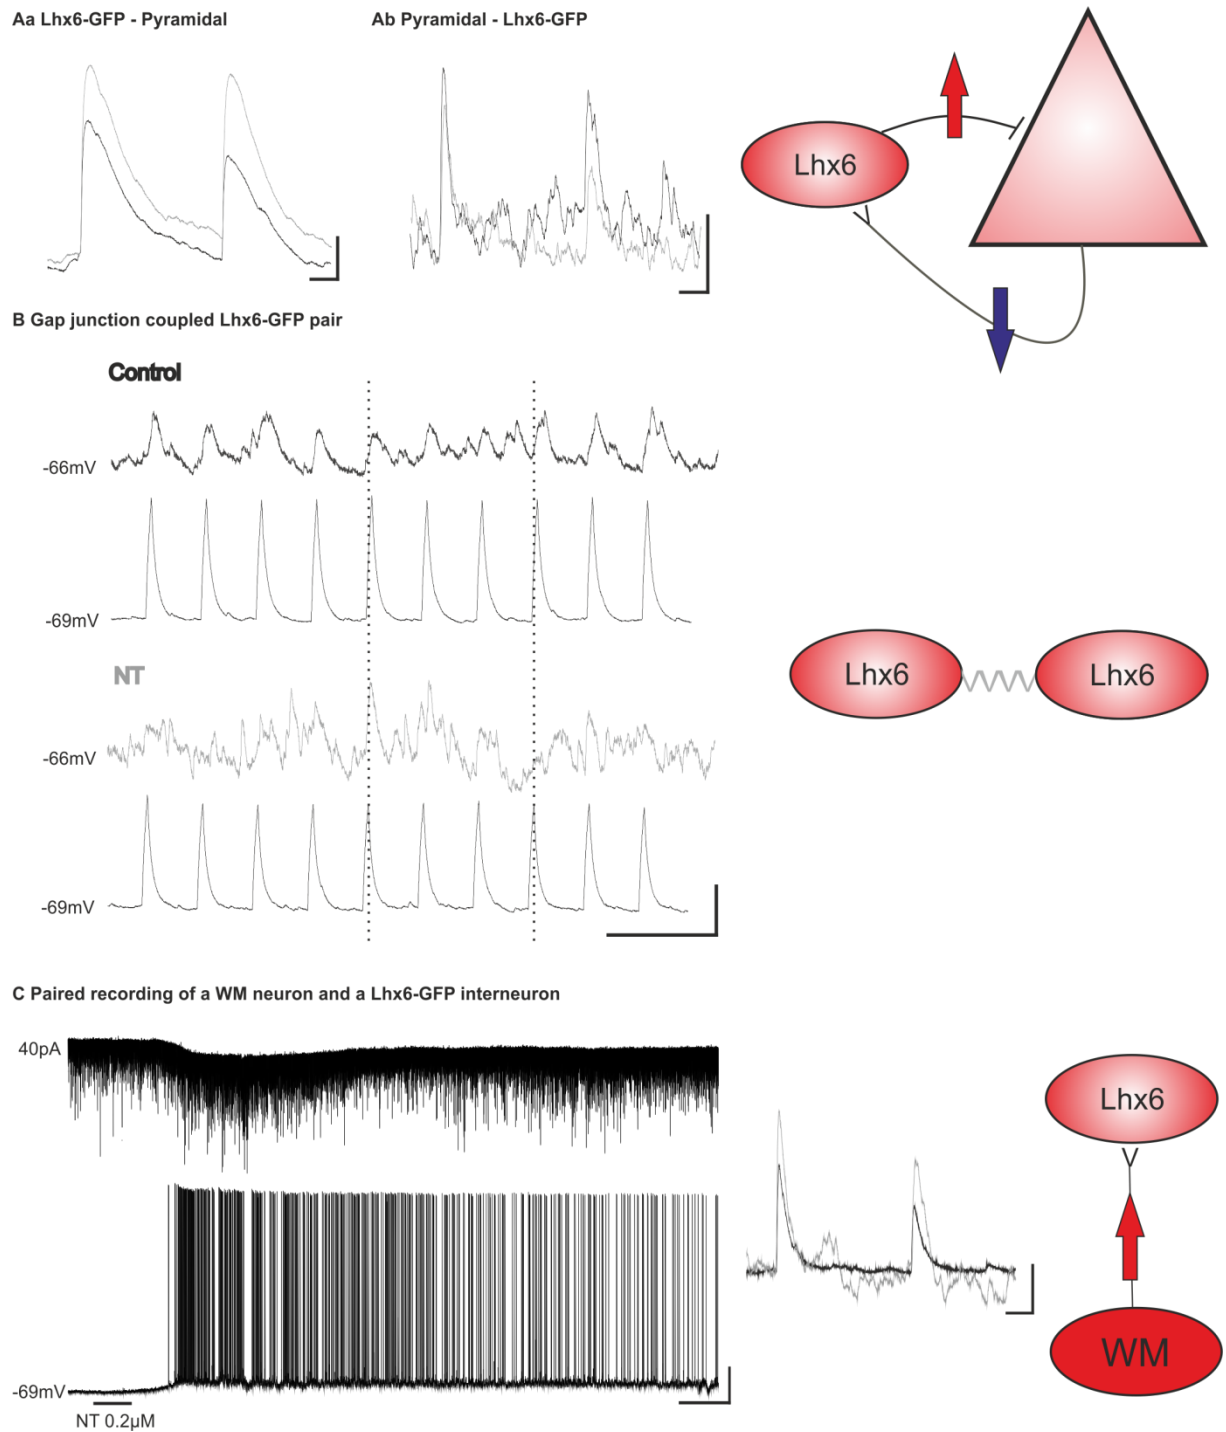 Aa Lhx6-GFP - Pyramidal
Ab Pyramidal - Lhx6-GFP
Lhx6
B Gap junction coupled Lhx6-GFP pair
Control
-66mV
-69mV
NT
-66mV
-69mV
Lhx6
Lhx6
C Paired recording of a WM neuron and a Lhx6-GFP interneuron
40pA
-69mV
NT 0.2µM
Lhx6
WM